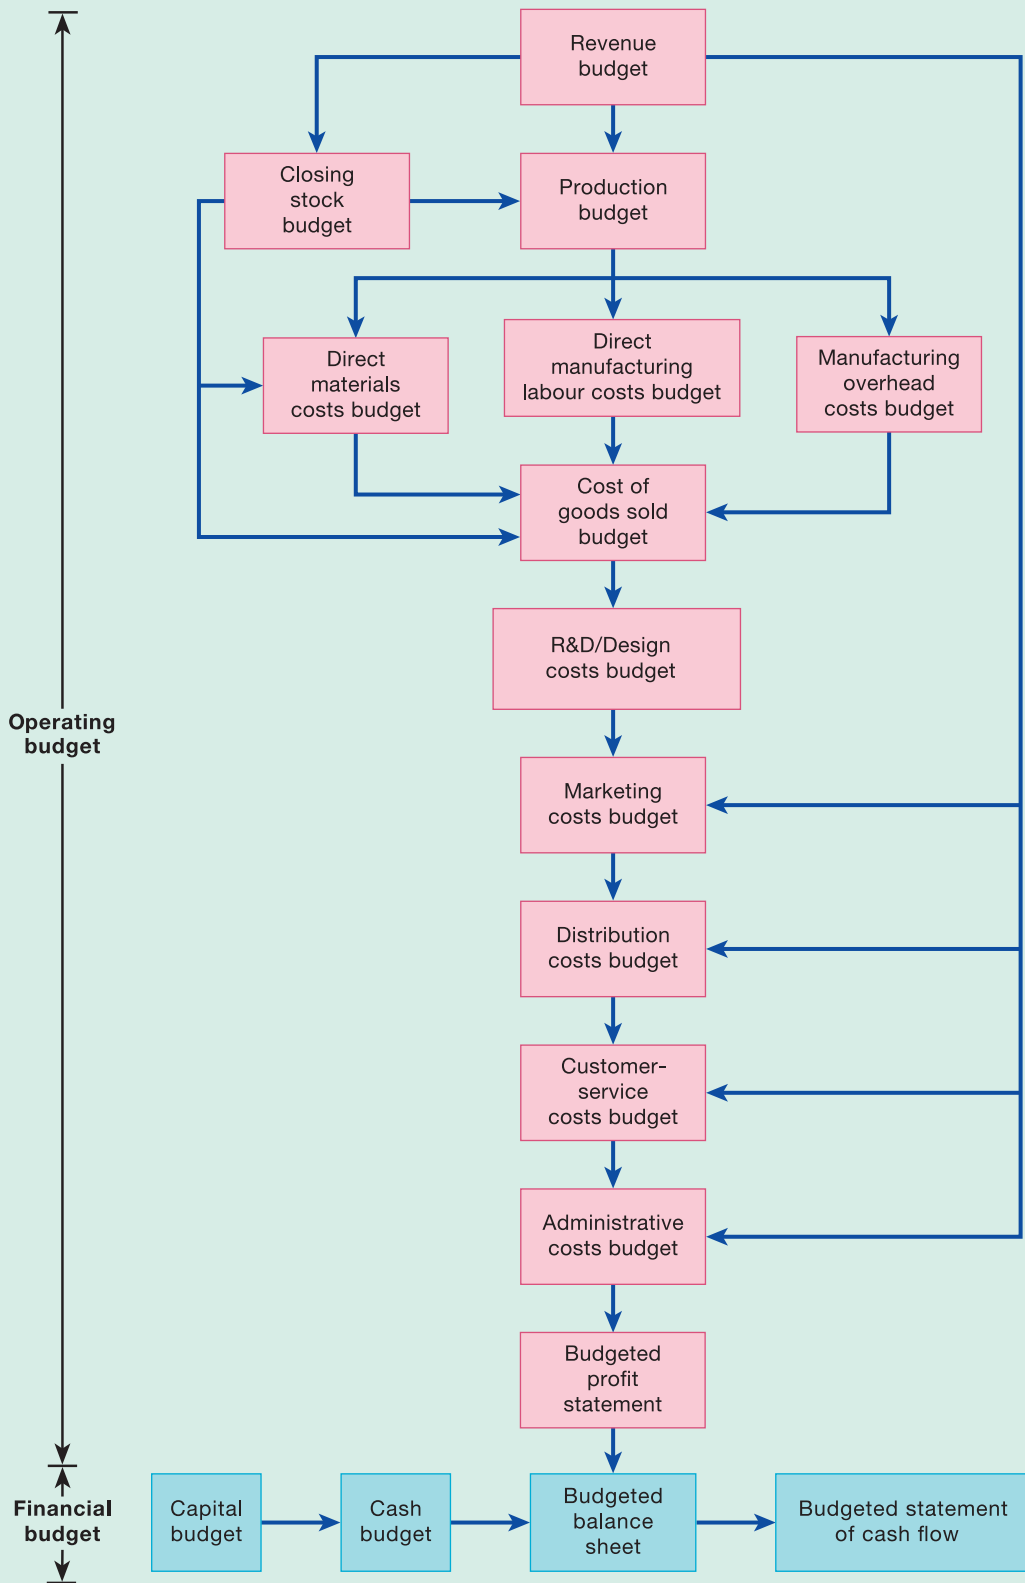 Revenue
budget
Closing
stock
budget
Production
budget
Direct
materials
costs budget
Direct
manufacturing
labour costs budget
Manufacturing
overhead
costs budget
Cost of
goods sold
budget
R&D/Design
costs budget
Operating
budget
Marketing
costs budget
Distribution
costs budget
Customer-
service
costs budget
Administrative
costs budget
Budgeted
profit
statement
Financial
budget
Capital
budget
Cash
budget
Budgeted
balance
sheet
Budgeted statement
of cash flow